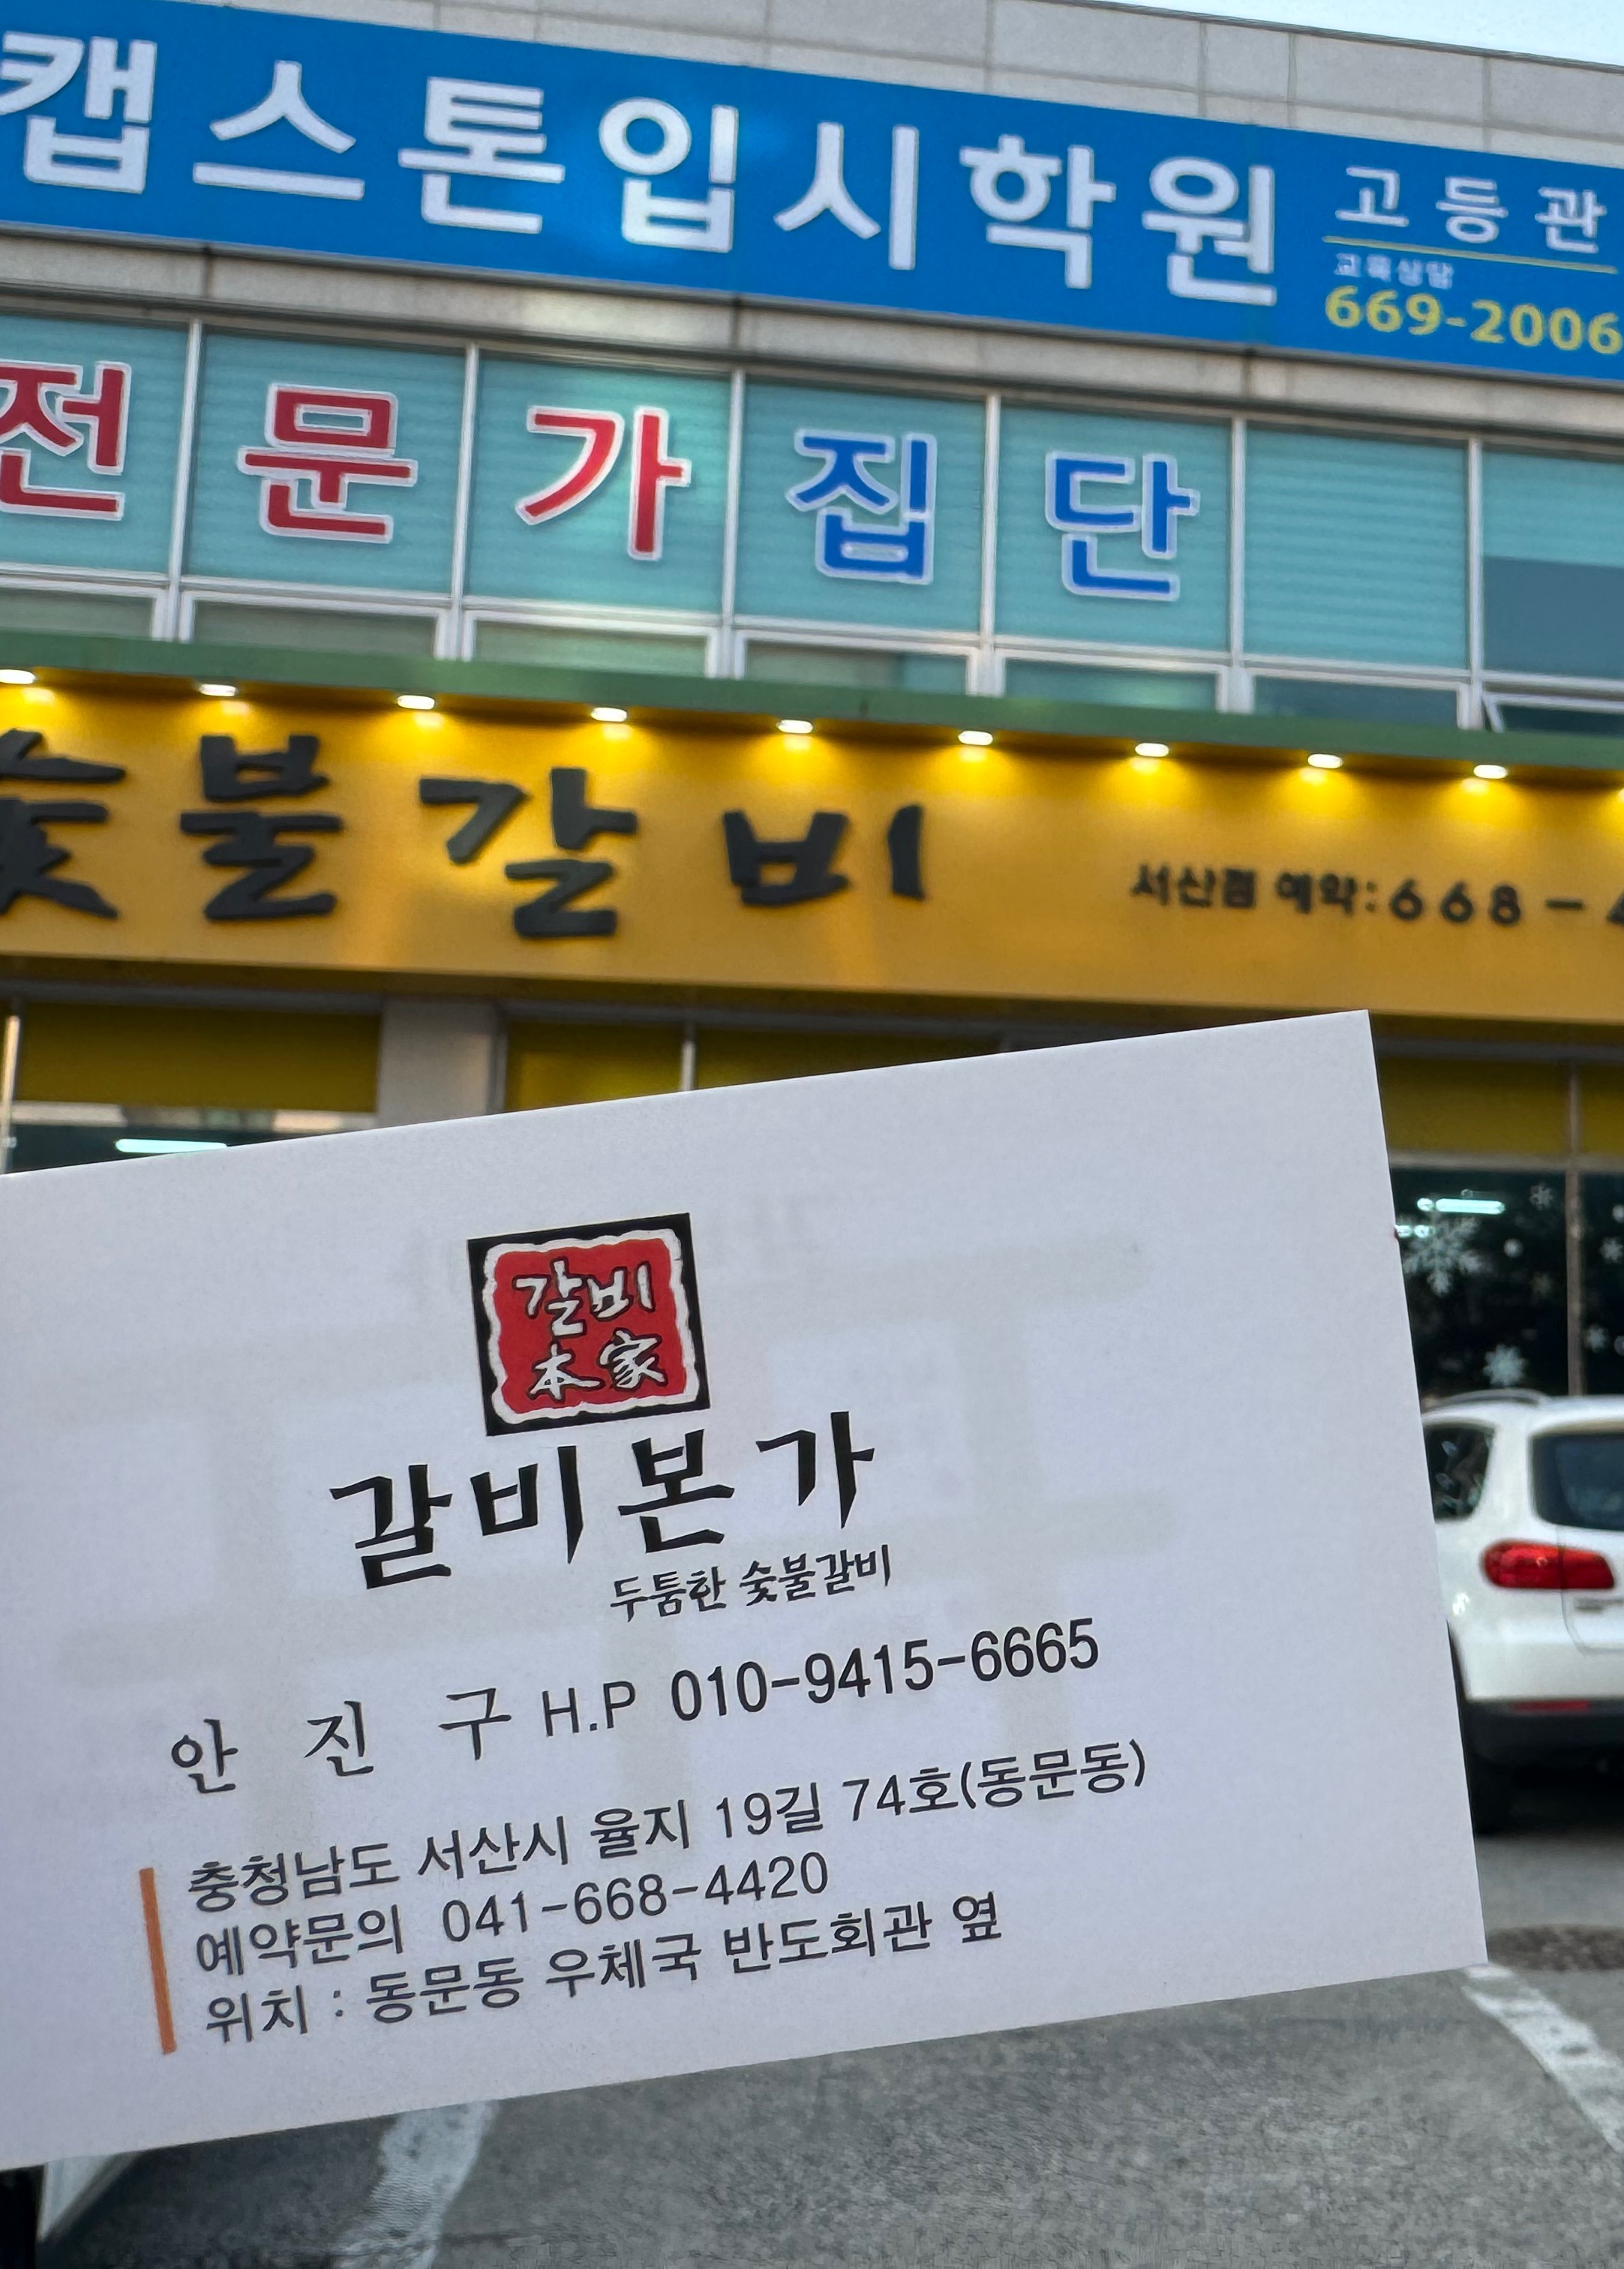 캡스톤입시학원 고등관
교육상담
669-2006
전문가집단
숯불갈비
서산점 예약:668-4
갈비
本家
갈비본가
두툼한 숯불갈비
안 진 구 H.P 010-9415-6665
충청남도 서산시 율지 19길 74호(동문동)
예약문의 041-668-4420
위치 : 동문동 우체국 반도회관 옆